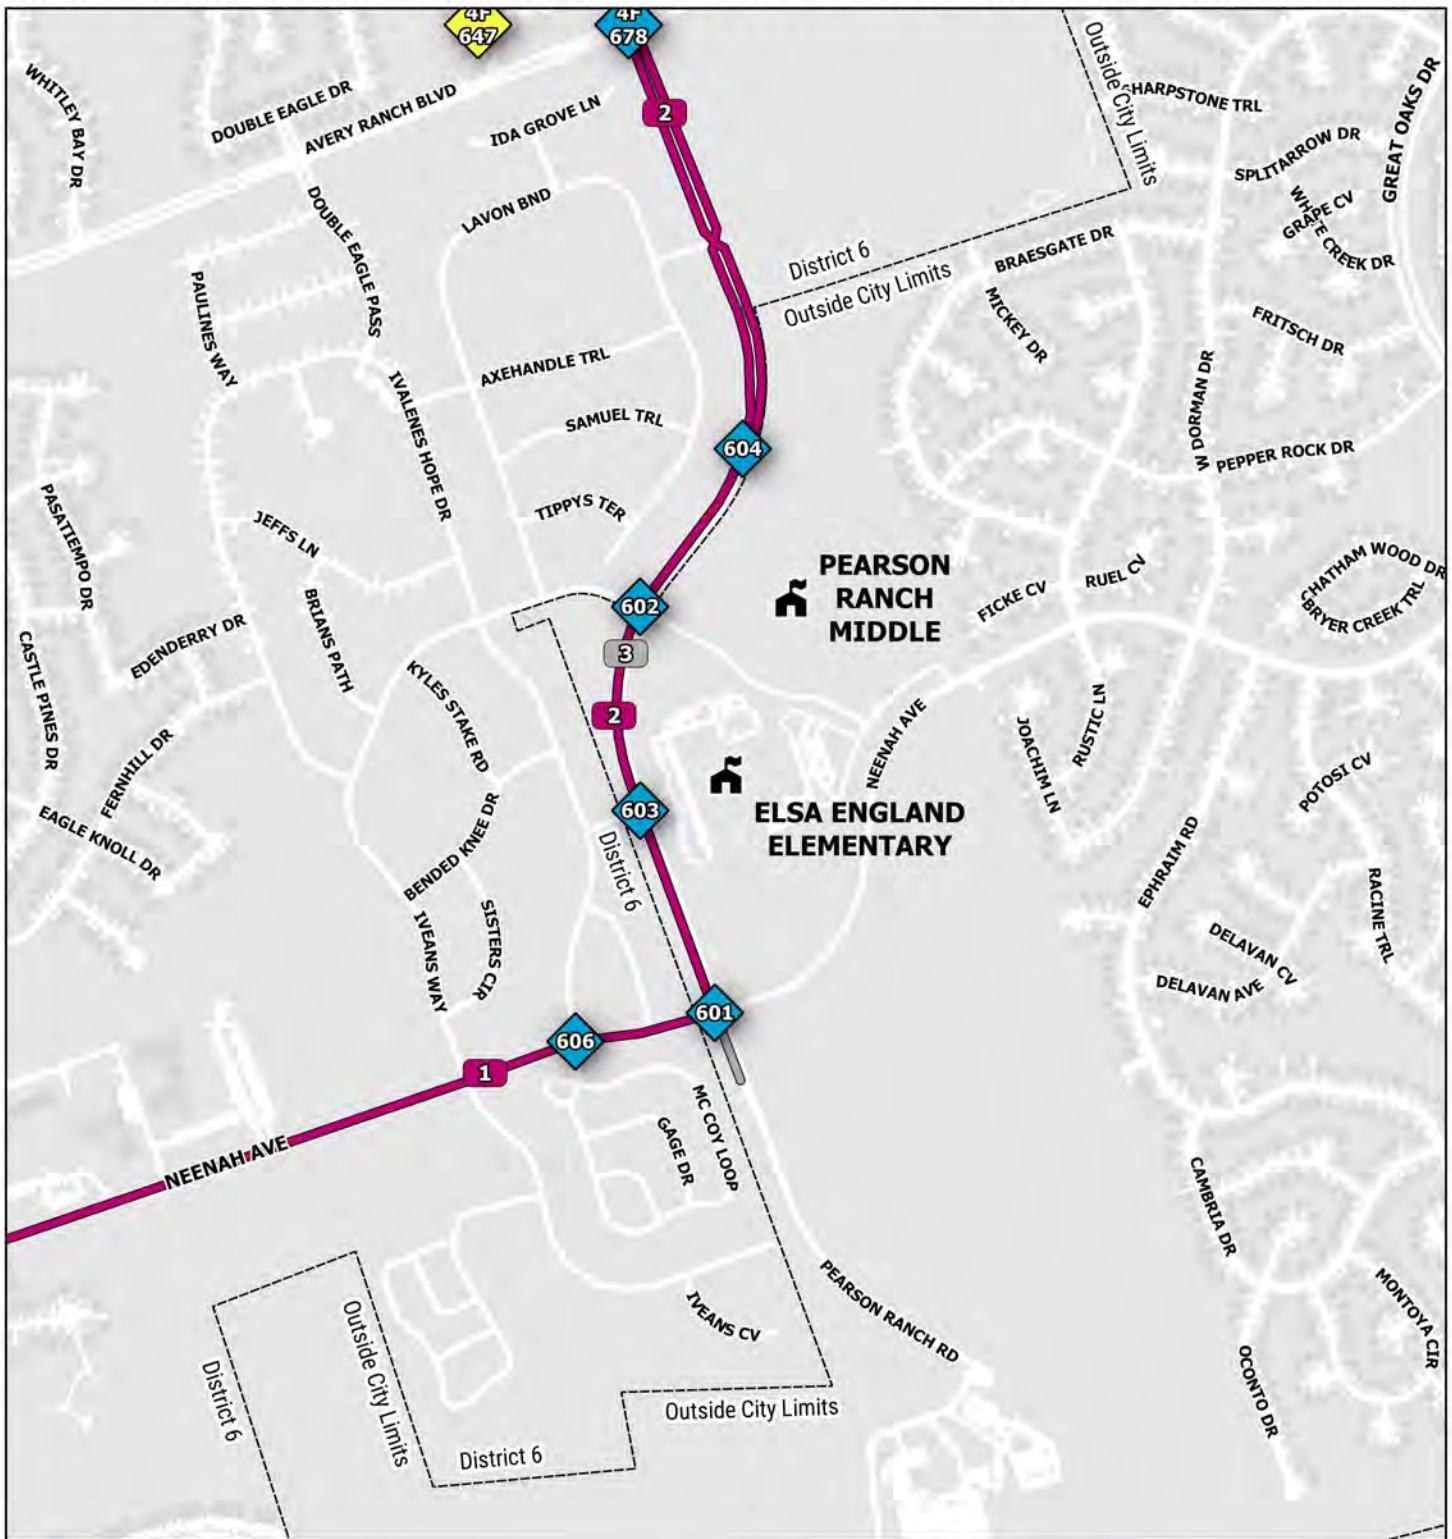 4F
647
4F
678
WHITLEY BAY DR
DOUBLE EAGLE DR
AVERY RANCH BLVD
IDA GROVE LN
2
Outside City Limits
HARPSTONE TRL
SPLITARROW DR
GREAT OAKS DR
GRAPE CV
WHITE CREEK DR
LAVON BND
DOUBLE EAGLE PASS
District 6
Outside City Limits
BRAESGATE DR
PAULINES WAY
MICKEY DR
FRITSCH DR
AXEHANDLE TRL
IVALENES HOPE DR
SAMUEL TRL
W DORMAN DR
604
PEPPER ROCK DR
PASATIEMPO DR
JEFFS LN
TIPPYS TER
CHATHAM WOOD DR
BRYER CREEK TRL
PEARSON
RANCH
MIDDLE
FICKE CV
RUEL CV
602
BRIANS PATH
EDENDERRY DR
CASTLE PINES DR
3
KYLES STAKE RD
2
NEENAH AVE
JOACHIM LN
RUSTIC LN
FERNHILL DR
POTOSI CV
603
ELSA ENGLAND
ELEMENTARY
EAGLE KNOLL DR
BENDED KNEE DR
District 6
EPHRAIM RD
RACINE TRL
IVEANS WAY
SISTERS CIR
DELAVAN CV
DELAVAN AVE
601
606
1
MC COY LOOP
GAGE DR
NEENAH AVE
CAMBRIA DR
PEARSON RANCH RD
IVEANS CV
MONTOYA CIR
Outside City Limits
District 6
OCONTO DR
Outside City Limits
District 6